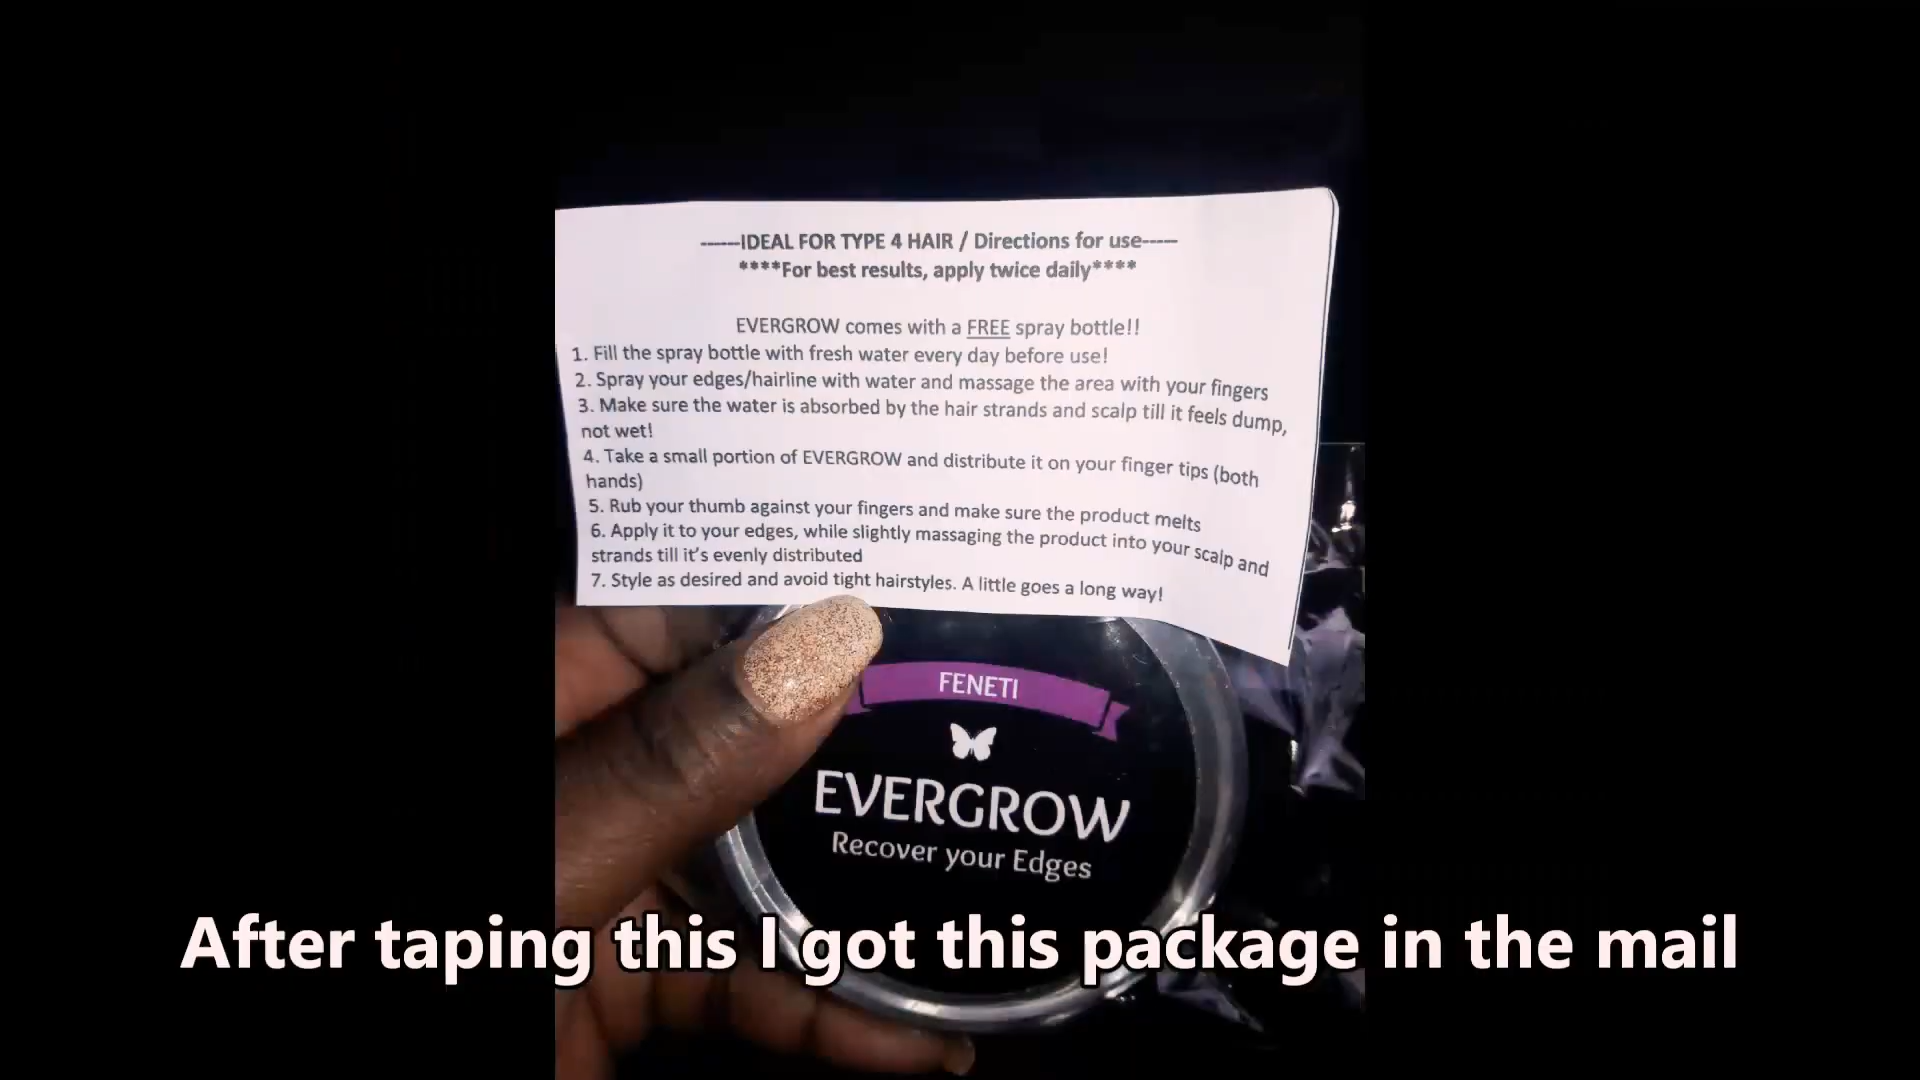 ------IDEAL FOR TYPE 4 HAIR / Directions for use-----
****For best results, apply twice daily****
EVERGROW comes with a FREE spray bottle!!
1. Fill the spray bottle with fresh water every day before use!
2. Spray your edges/hairline with water and massage the area with your fingers
3. Make sure the water is absorbed by the hair strands and scalp till it feels dump,
not wet!
4. Take a small portion of EVERGROW and distribute it on your finger tips (both
hands)
5. Rub your thumb against your fingers and make sure the product melts
6. Apply it to your edges, while slightly massaging the product into your scalp and
strands till it's evenly distributed
7. Style as desired and avoid tight hairstyles. A little goes a long way!
FENETI
EVERGROW
Recover your Edges
After taping this I got this package in the mail